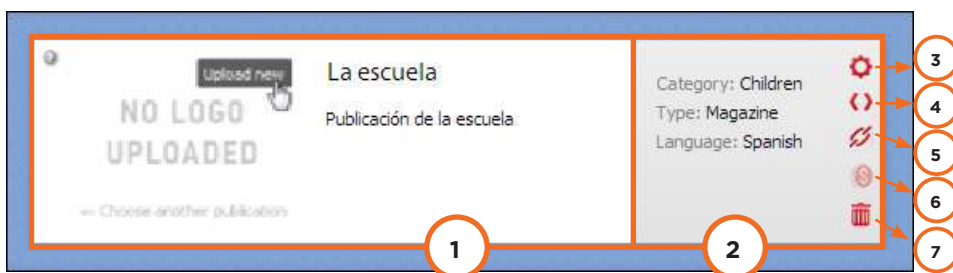 Upload new
NO LOGO
UPLOADED
← Choose another publication
La escuela
Publicación de la escuela
Category: Children
Type: Magazine
Language: Spanish
1
2
3
4
5
6
7